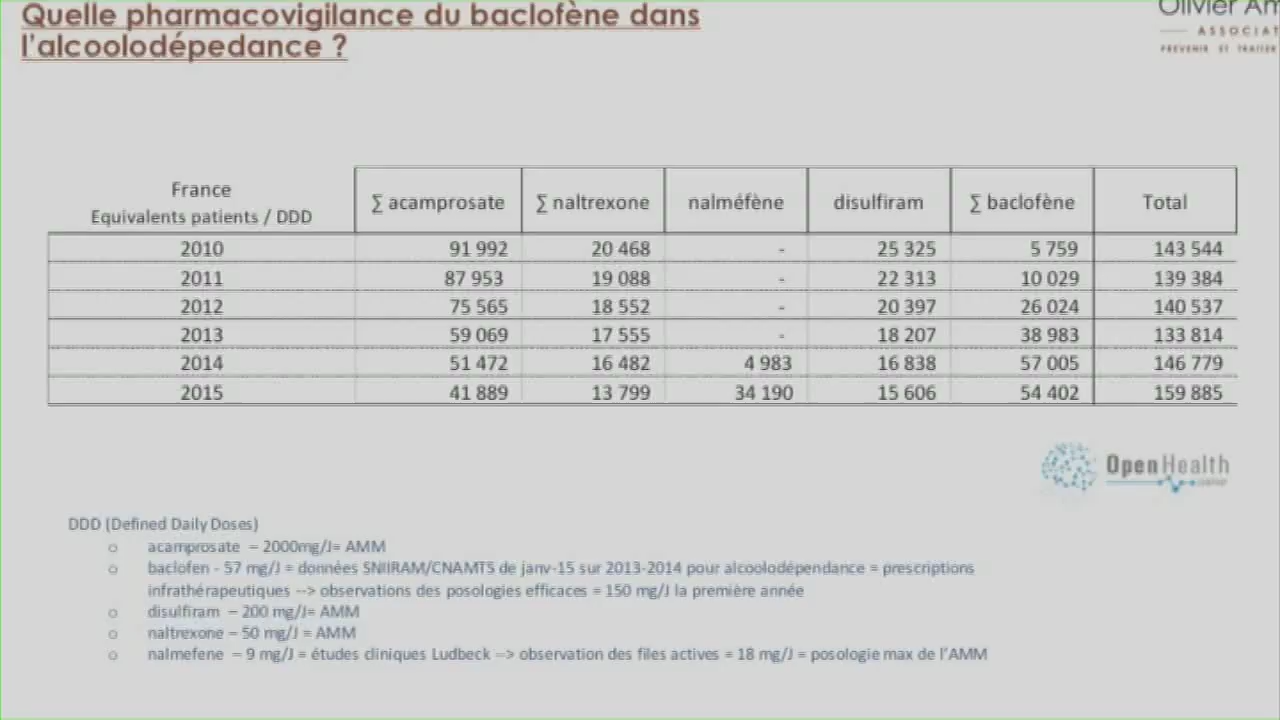 Quelle pharmacovigilance du baclofène dans
l'alcoolodépedance ?
Olivier Am
ASSOCIAT
PREVENIR ET TRAITER
France
Equivalents patients / DDD
∑ acamprosate ∑ naltrexone nalméfène disulfiram ∑ baclofène Total
2010 91 992 20 468 - 25 325 5 759 143 544
2011 87 953 19 088 - 22 313 10 029 139 384
2012 75 565 18 552 - 20 397 26 024 140 537
2013 59 069 17 555 - 18 207 38 983 133 814
2014 51 472 16 482 4 983 16 838 57 005 146 779
2015 41 889 13 799 34 190 15 606 54 402 159 885
OpenHealth
DDD (Defined Daily Doses)
o acamprosate – 2000mg/J= AMM
o baclofen - 57 mg/J = données SNIIRAM/CNAMTS de janv-15 sur 2013-2014 pour alcoolodépendance = prescriptions
infrathérapeutiques --> observations des posologies efficaces = 150 mg/J la première année
o disulfiram – 200 mg/J= AMM
o naltrexone – 50 mg/J = AMM
o nalmefene – 9 mg/J = études cliniques Ludbeck --> observation des files actives = 18 mg/J = posologie max de l'AMM